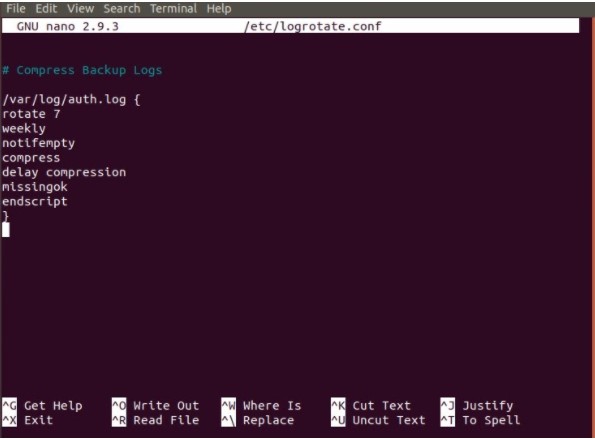 File Edit View Search Terminal Help
GNU nano 2.9.3 /etc/logrotate.conf
# Compress Backup Logs
/var/log/auth.log {
rotate 7
weekly
notifempty
compress
delay compression
missingok
endscript
}
^G Get Help ^O Write Out ^W Where Is ^K Cut Text ^J Justify
^X Exit ^R Read File ^\ Replace ^U Uncut Text ^T To Spell